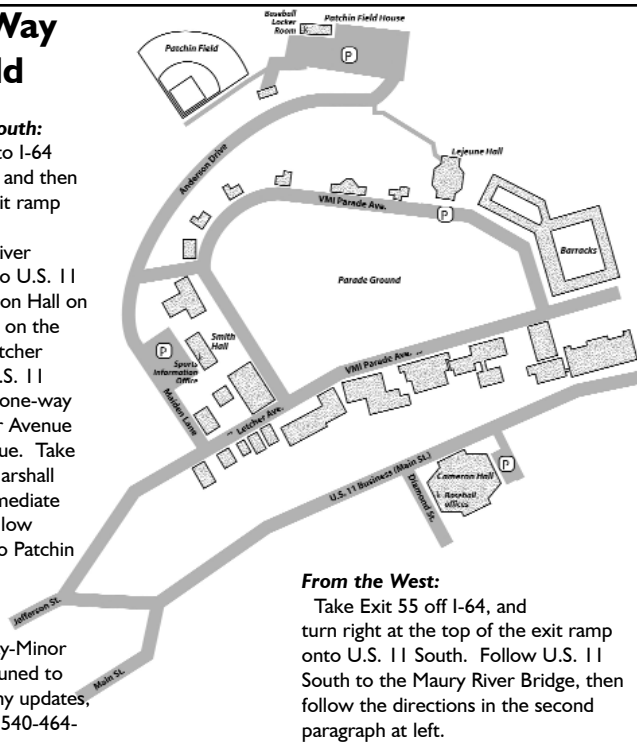 Way
ld
outh:
to I-64
and then
it ramp
iver
o U.S. 11
on Hall on
on the
tcher
.S. 11
one-way
r Avenue
ue. Take
arshall
mediate
low
o Patchin
y-Minor
uned to
ny updates,
540-464-
Baseball
Locker
Room
Patchin Field House
P
Patchin Field
Anderson Drive
Lejeune Hall
VMI Parade Ave.
P
Barracks
Parade Ground
Smith
Hall
P
Sports
Information
Office
Maiden Lane
VMI Parade Ave.
Letcher Ave.
U.S. 11 Business (Main St.)
Diamond St.
Cameron Hall
Baseball
offices
P
Jefferson St.
Main St.
From the West:
Take Exit 55 off I-64, and
turn right at the top of the exit ramp
onto U.S. 11 South. Follow U.S. 11
South to the Maury River Bridge, then
follow the directions in the second
paragraph at left.